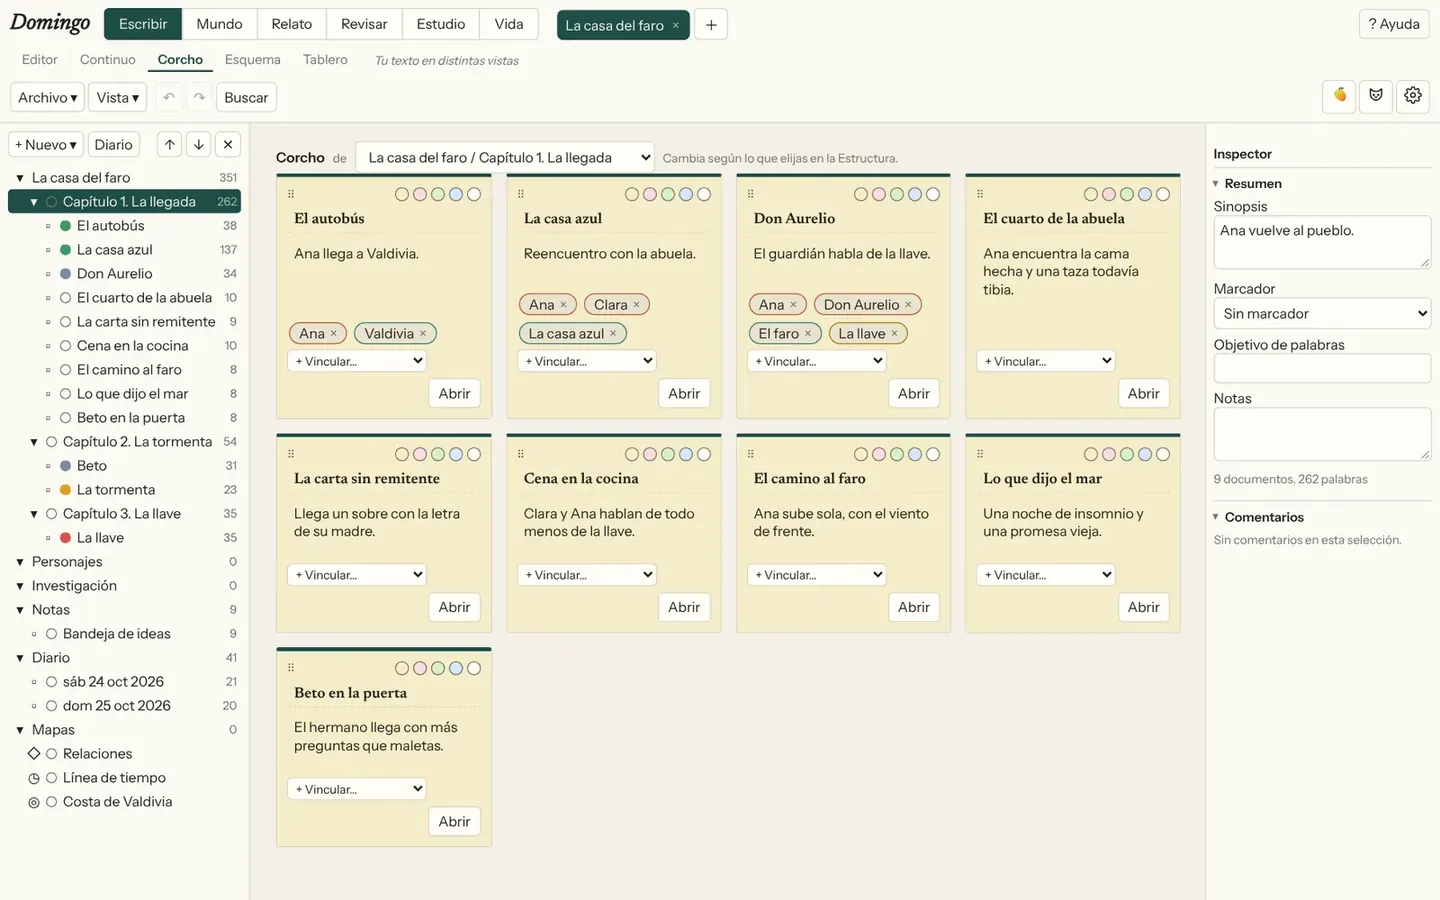 Domingo
Escribir Mundo Relato Revisar Estudio Vida
La casa del faro ×
+
? Ayuda
Editor Continuo Corcho Esquema Tablero Tu texto en distintas vistas
Archivo ▾ Vista ▾ ↶ ↷ Buscar
+ Nuevo ▾ Diario ↑ ↓ ×
▼ La casa del faro 351
▼ Capítulo 1. La llegada 262
El autobús 38
La casa azul 137
Don Aurelio 34
El cuarto de la abuela 10
La carta sin remitente 9
Cena en la cocina 10
El camino al faro 8
Lo que dijo el mar 8
Beto en la puerta 8
▼ Capítulo 2. La tormenta 54
Beto 31
La tormenta 23
▼ Capítulo 3. La llave 35
La llave 35
▼ Personajes 0
▼ Investigación 0
▼ Notas 9
Bandeja de ideas 9
▼ Diario 41
sáb 24 oct 2026 21
dom 25 oct 2026 20
▼ Mapas 0
Relaciones
Línea de tiempo
Costa de Valdivia
Corcho de La casa del faro / Capítulo 1. La llegada Cambia según lo que elijas en la Estructura.
El autobús
Ana llega a Valdivia.
Ana × Valdivia ×
+ Vincular...
Abrir
La casa azul
Reencuentro con la abuela.
Ana × Clara ×
La casa azul ×
+ Vincular...
Abrir
Don Aurelio
El guardián habla de la llave.
Ana × Don Aurelio ×
El faro × La llave ×
+ Vincular...
Abrir
El cuarto de la abuela
Ana encuentra la cama
hecha y una taza todavía
tibia.
+ Vincular...
Abrir
La carta sin remitente
Llega un sobre con la letra
de su madre.
+ Vincular...
Abrir
Cena en la cocina
Clara y Ana hablan de todo
menos de la llave.
+ Vincular...
Abrir
El camino al faro
Ana sube sola, con el viento
de frente.
+ Vincular...
Abrir
Lo que dijo el mar
Una noche de insomnio y
una promesa vieja.
+ Vincular...
Abrir
Beto en la puerta
El hermano llega con más
preguntas que maletas.
+ Vincular...
Abrir
Inspector
▼ Resumen
Sinopsis
Ana vuelve al pueblo.
Marcador
Sin marcador
Objetivo de palabras
Notas
9 documentos, 262 palabras
▼ Comentarios
Sin comentarios en esta selección.